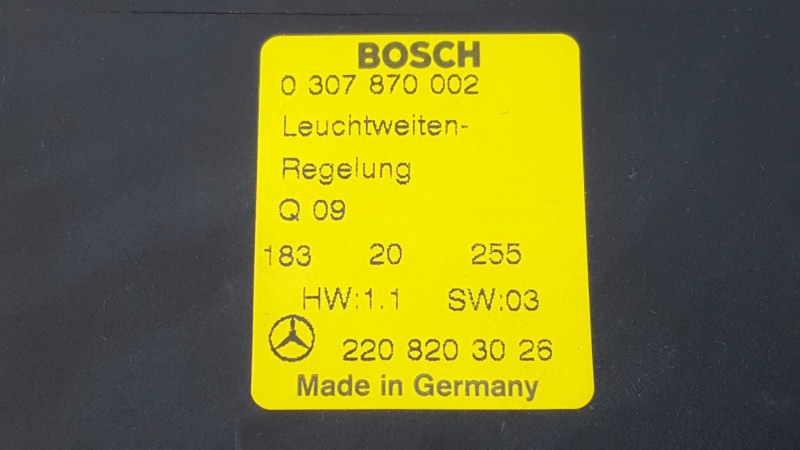 BOSCH
0 307 870 002
Leuchtweiten-
Regelung
Q 09
183 20 255
HW:1.1 SW:03
220 820 30 26
Made in Germany